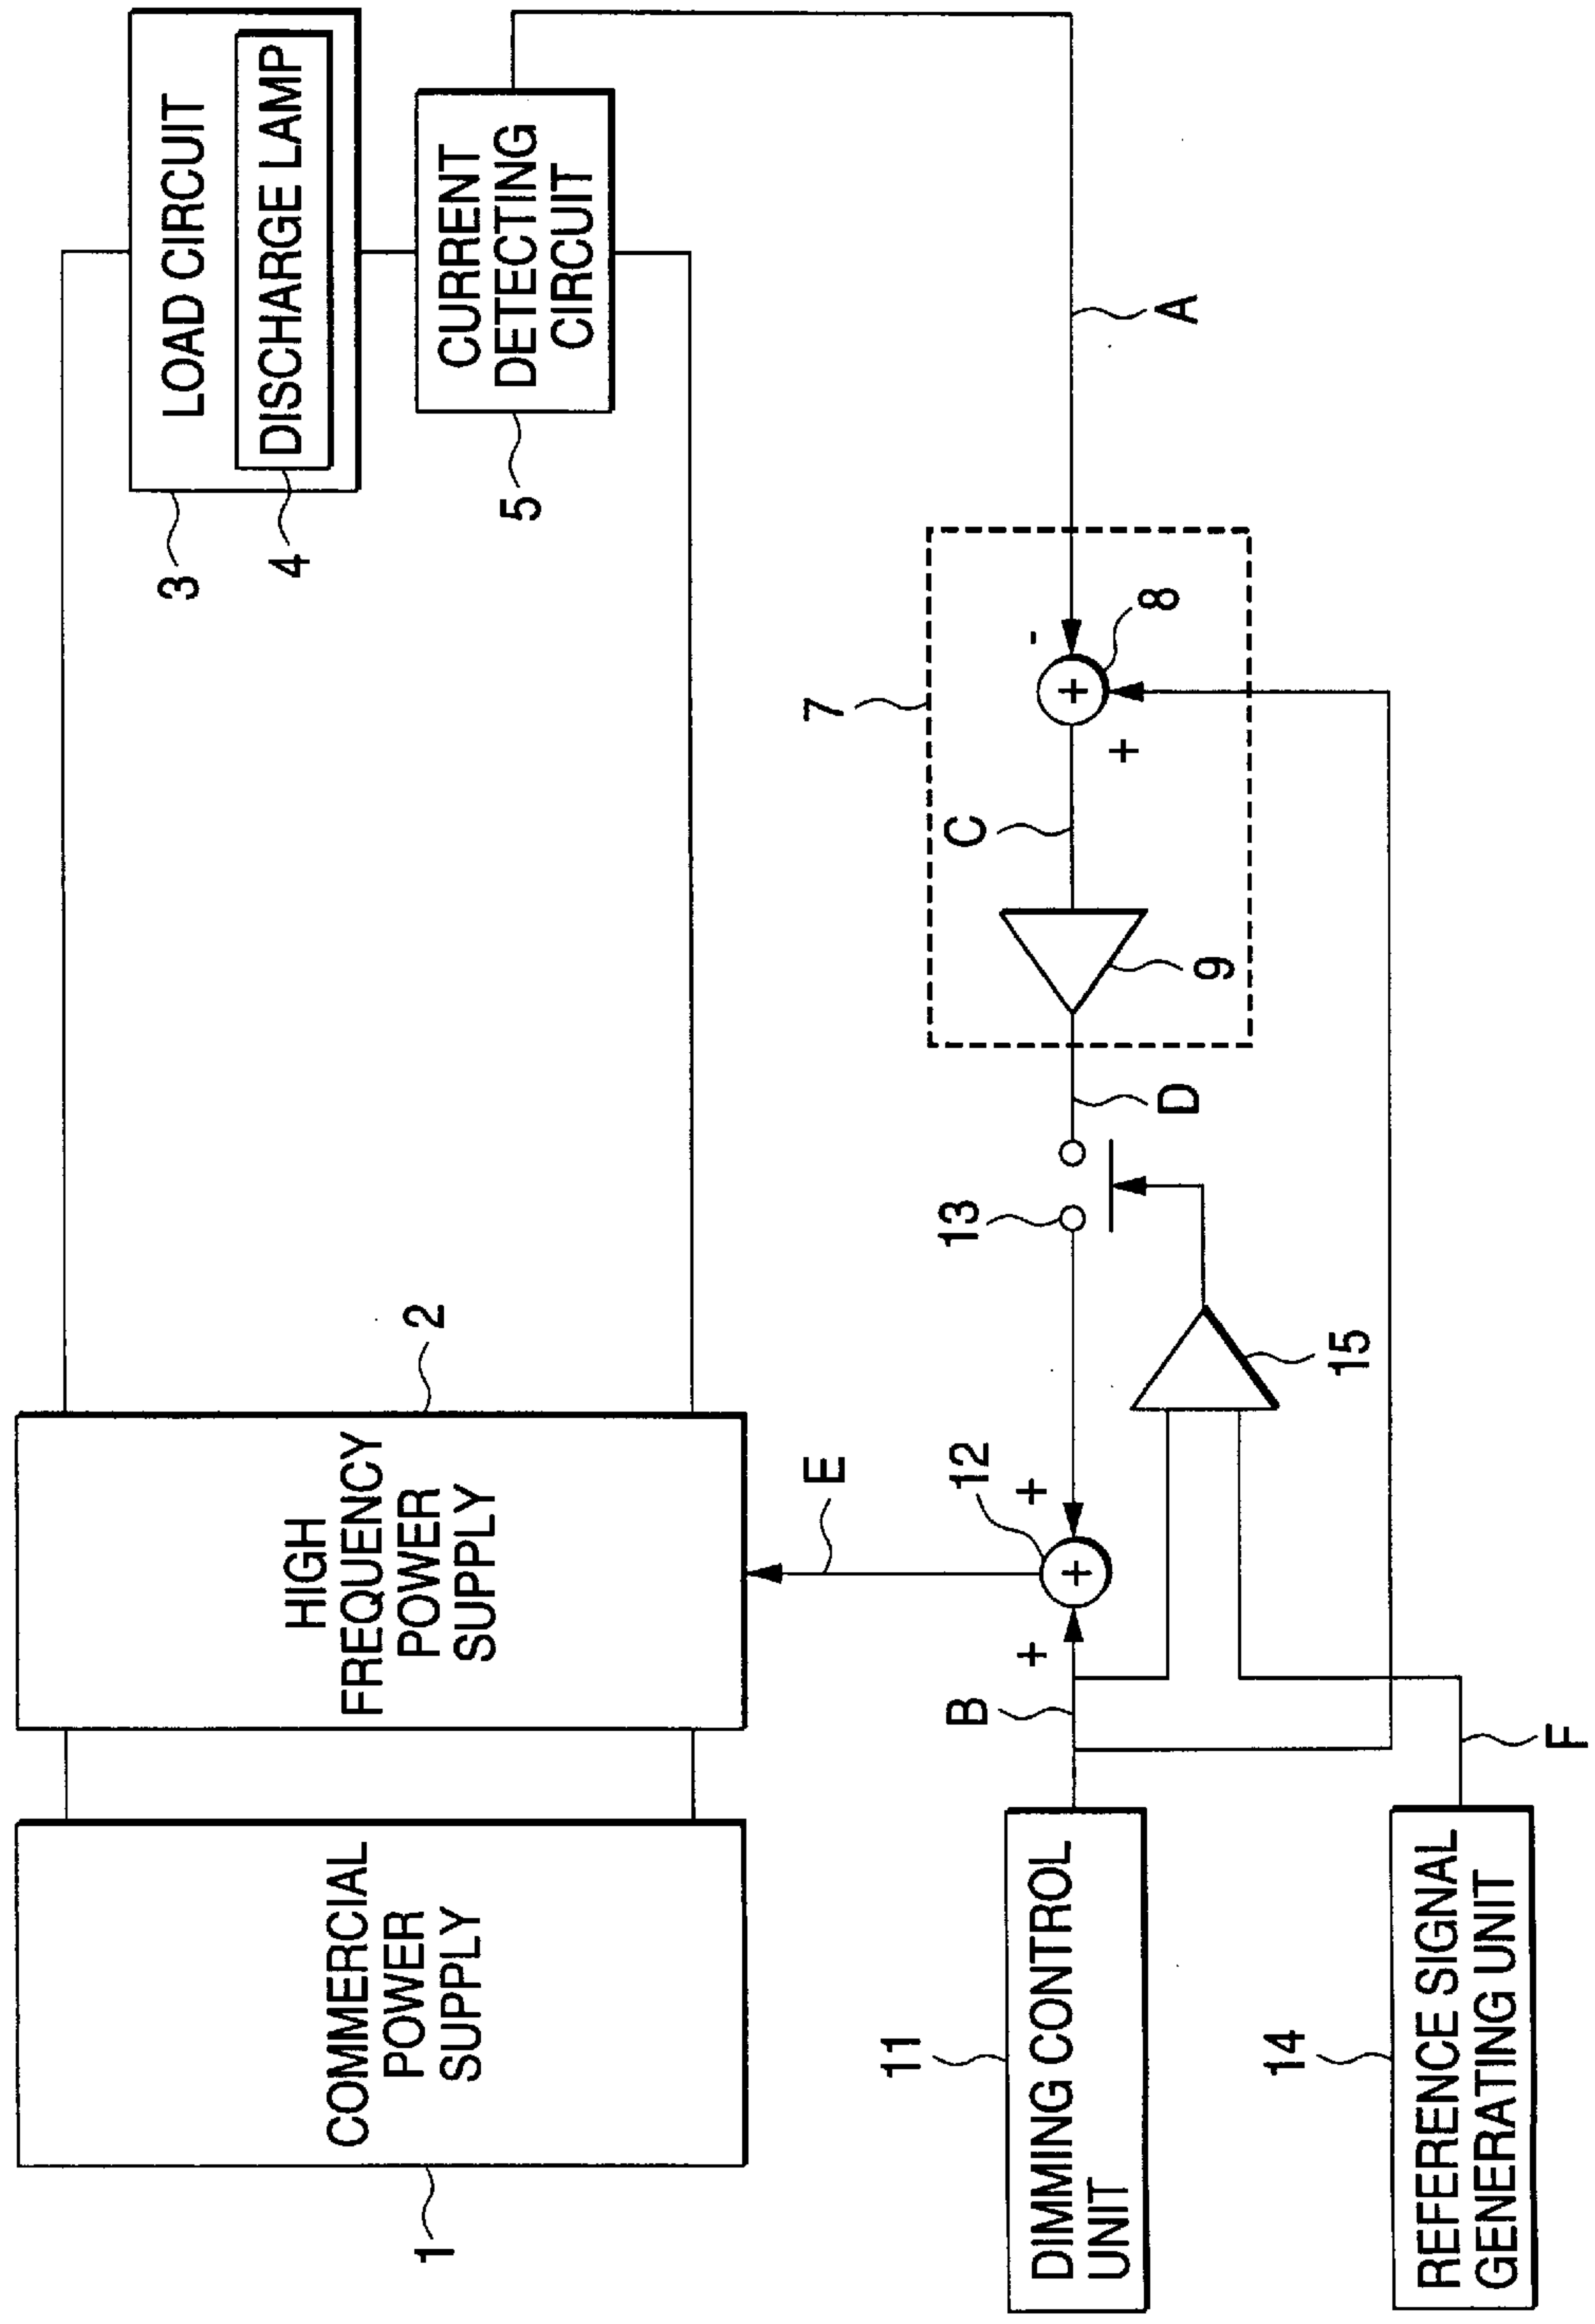 1
COMMERCIAL
POWER
SUPPLY
HIGH
FREQUENCY
POWER
SUPPLY
2
LOAD CIRCUIT
DISCHARGE LAMP
3
4
CURRENT
DETECTING
CIRCUIT
5
E
7
12
13
+
+
-
+
+
8
+
B
C
A
D
9
11
DIMMING CONTROL
UNIT
15
14
REFERENCE SIGNAL
GENERATING UNIT
F